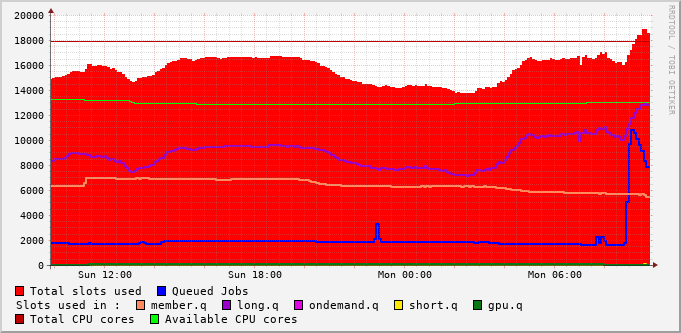 20000
18000
16000
14000
12000
10000
8000
6000
4000
2000
0
Sun 12:00 Sun 18:00 Mon 00:00 Mon 06:00
RRDTOOL / TOBI OETIKER
Total slots used Queued Jobs
Slots used in : member.q long.q ondemand.q short.q gpu.q
Total CPU cores Available CPU cores